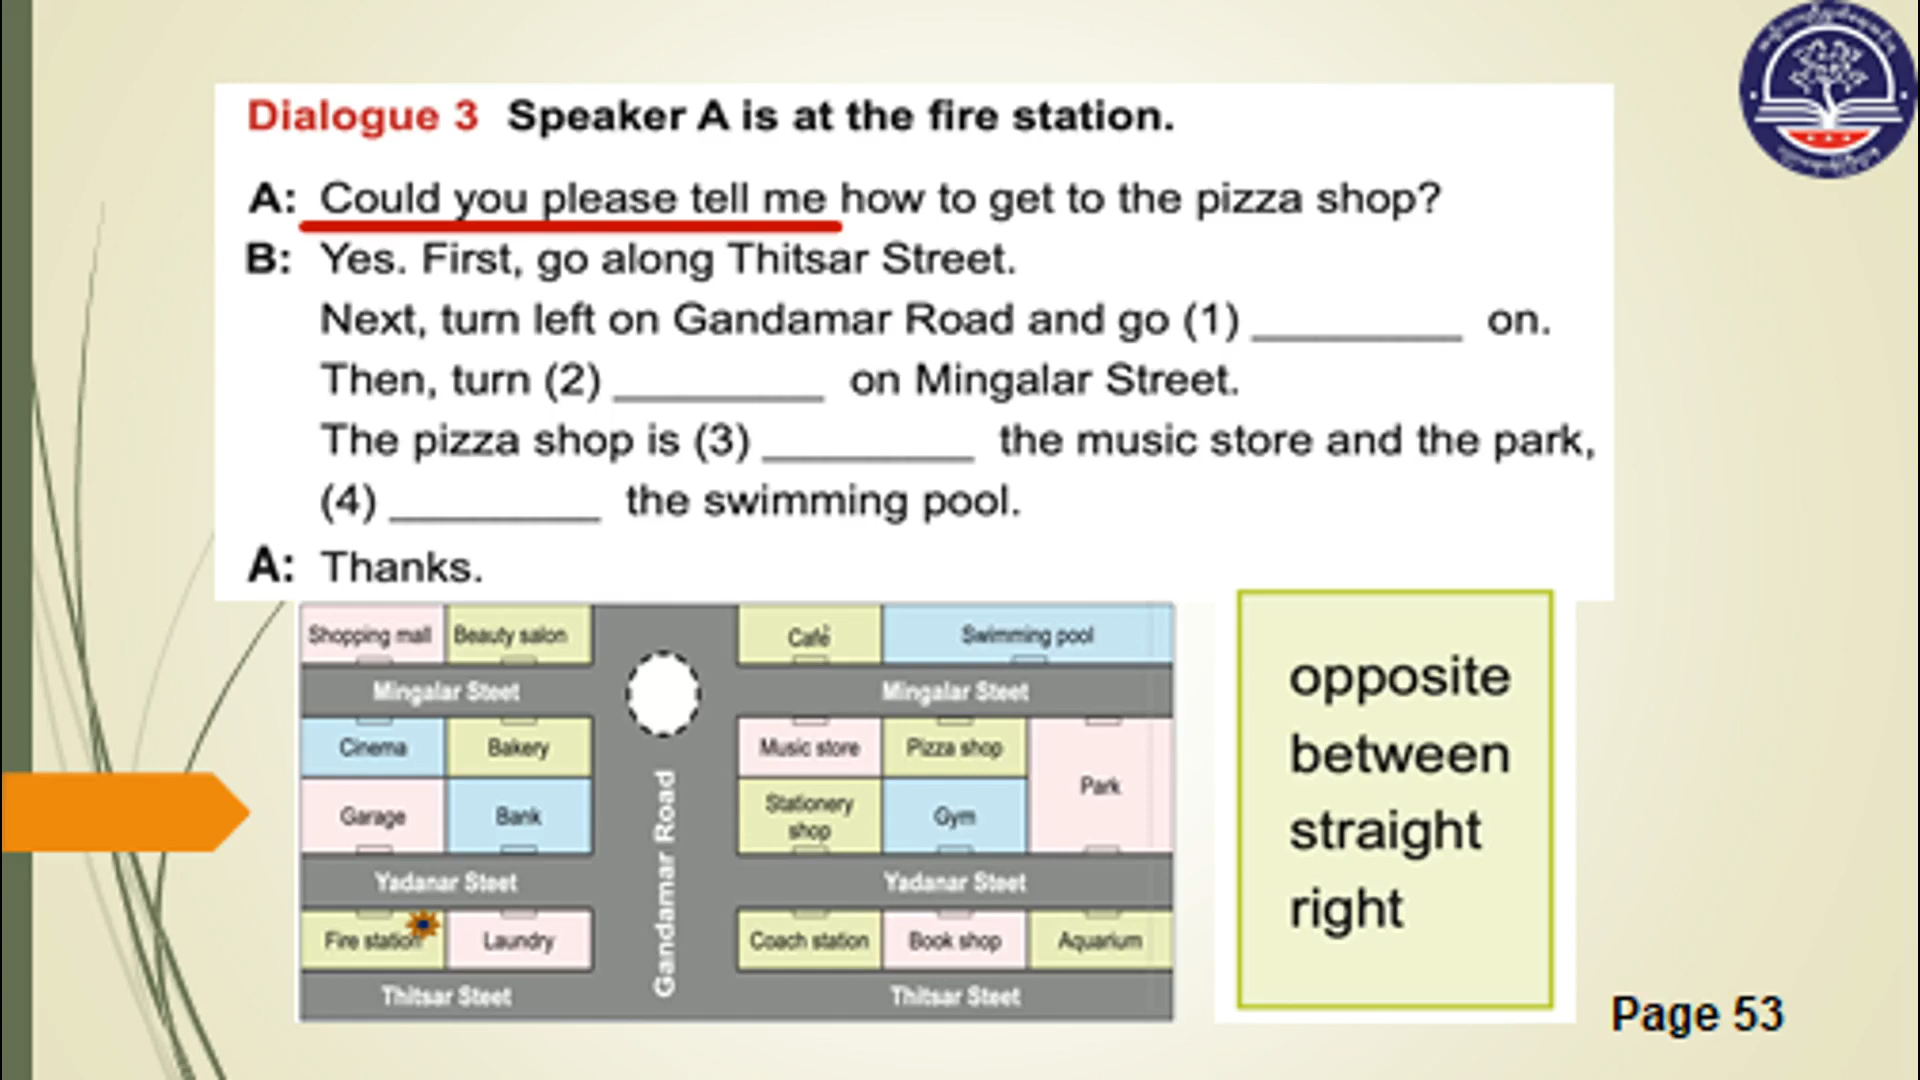 Dialogue 3 Speaker A is at the fire station.
A: Could you please tell me how to get to the pizza shop?
B: Yes. First, go along Thitsar Street.
Next, turn left on Gandamar Road and go (1) __________ on.
Then, turn (2) __________ on Mingalar Street.
The pizza shop is (3) __________ the music store and the park,
(4) __________ the swimming pool.
A: Thanks.
Shopping mall Beauty salon Café Swimming pool
Mingalar Steet Mingalar Steet
Cinema Bakery Music store Pizza shop
Park
Garage Bank Stationery shop Gym
Gandamar Road
Yadanar Steet Yadanar Steet
Fire station Laundry Coach station Book shop Aquarium
Thitsar Steet Thitsar Steet
opposite
between
straight
right
Page 53